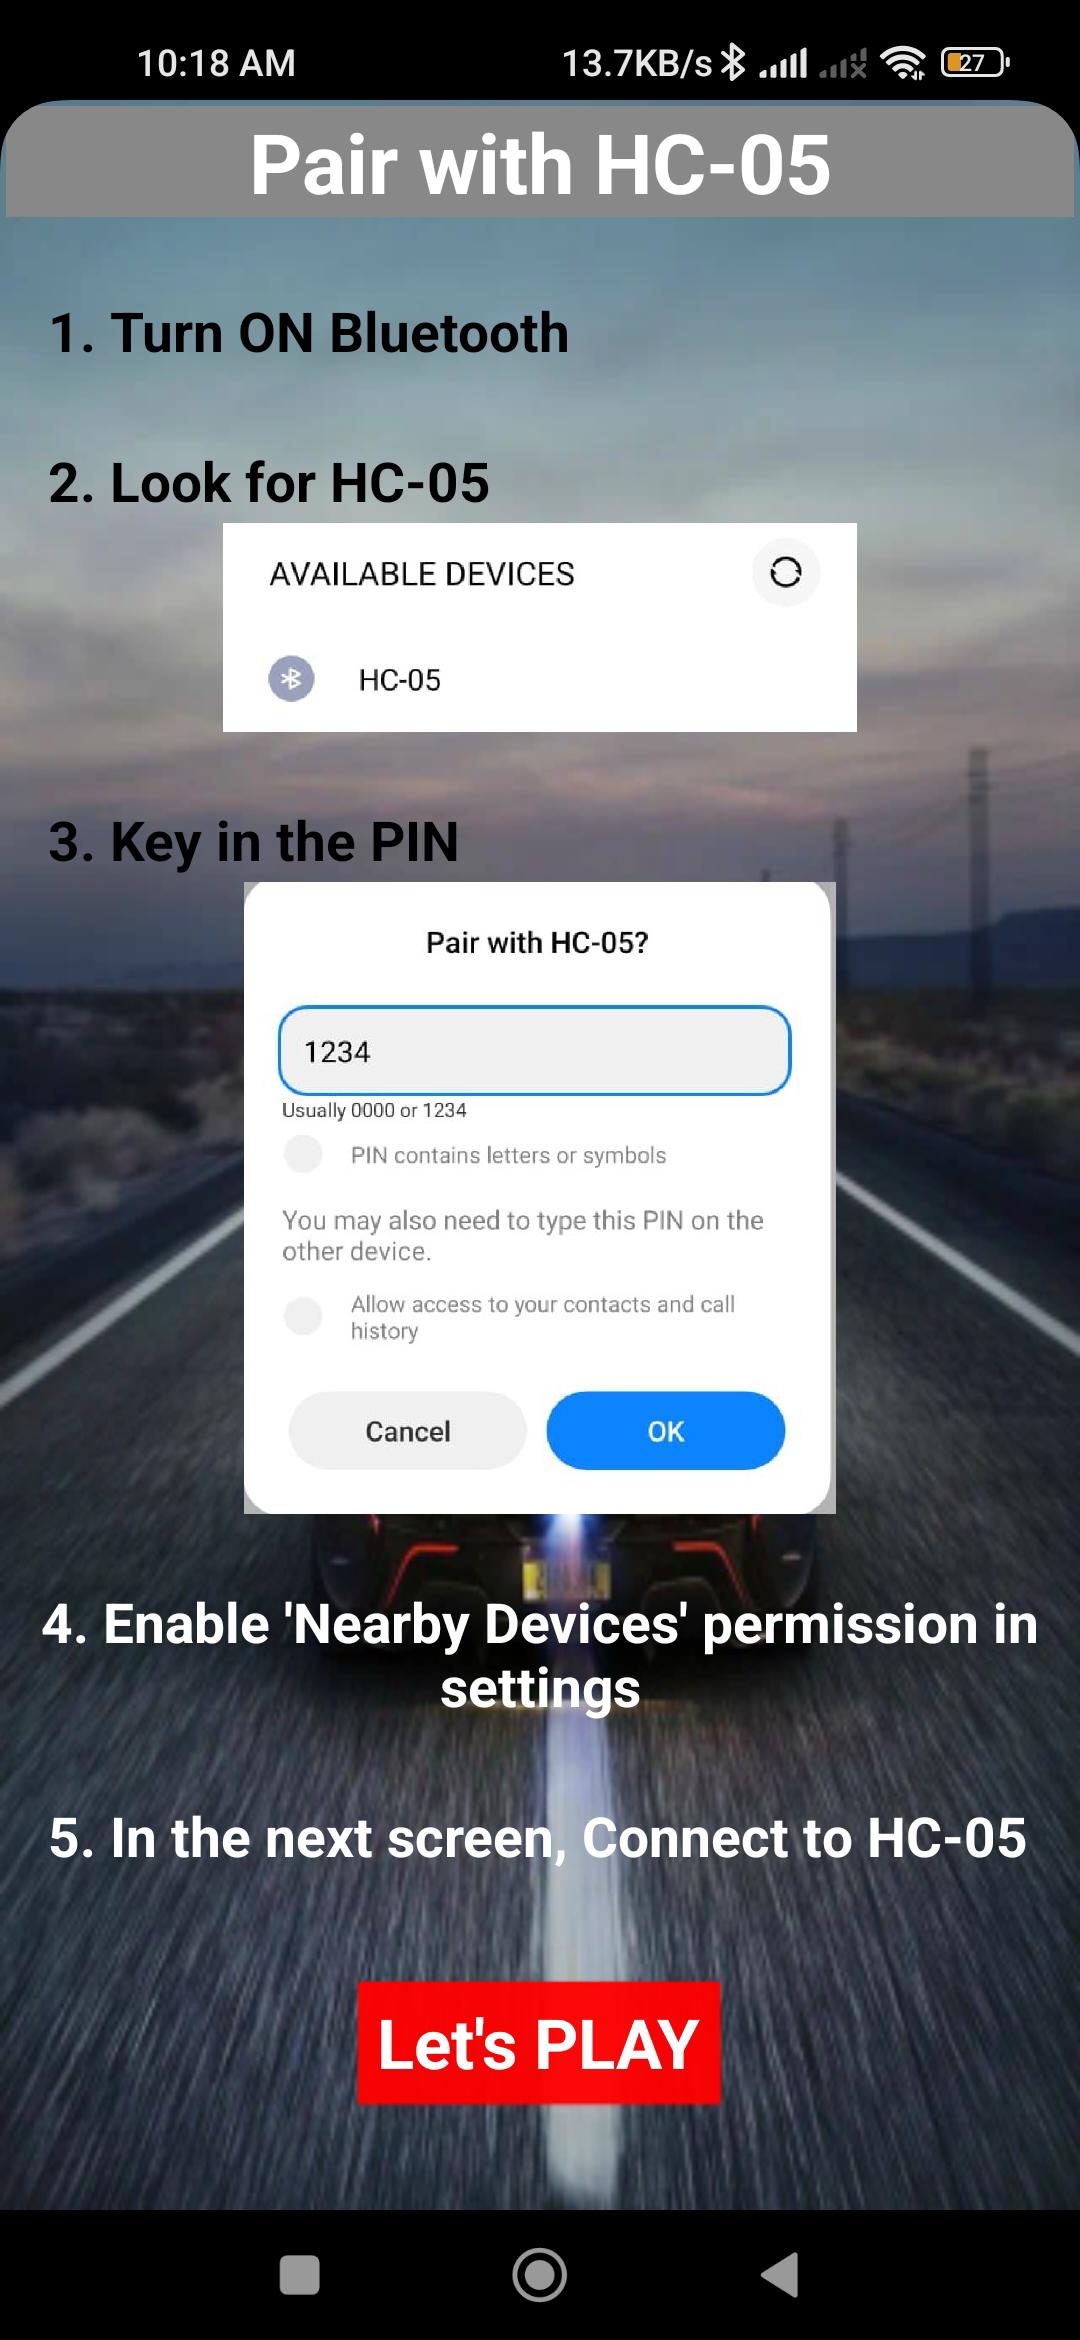 10:18 AM 13.7KB/s 27
Pair with HC-05
1. Turn ON Bluetooth
2. Look for HC-05
AVAILABLE DEVICES
HC-05
3. Key in the PIN
Pair with HC-05?
1234
Usually 0000 or 1234
PIN contains letters or symbols
You may also need to type this PIN on the
other device.
Allow access to your contacts and call
history
Cancel OK
4. Enable 'Nearby Devices' permission in
settings
5. In the next screen, Connect to HC-05
Let's PLAY